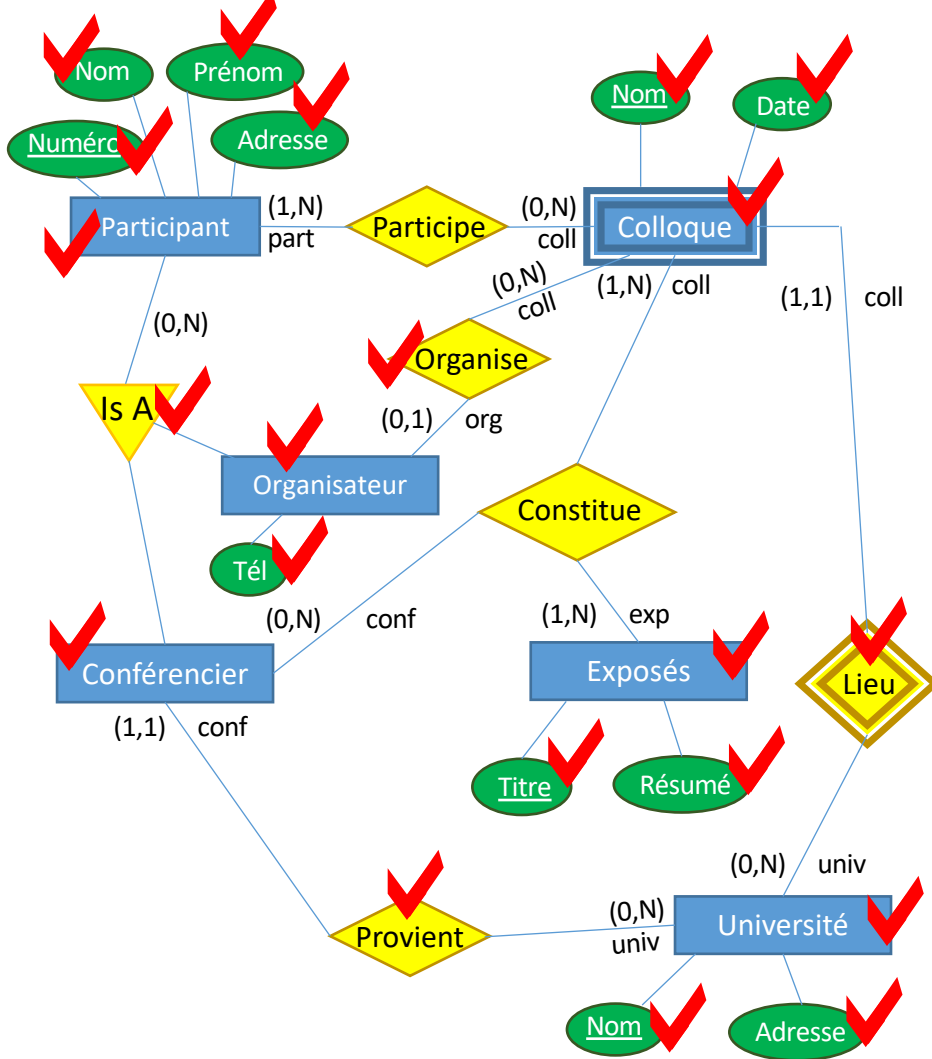 Nom
Prénom
Numéro
Adresse
Nom
Date
Participant
(1,N)
part
Participe
(0,N)
coll
Colloque
(0,N)
(0,N)
coll
(1,N) coll
(1,1) coll
Organise
Is A
(0,1) org
Organisateur
Constitue
Tél
(0,N) conf
(1,N) exp
Conférencier
Exposés
Lieu
(1,1) conf
Titre
Résumé
(0,N) univ
Provient
(0,N)
univ
Université
Nom
Adresse